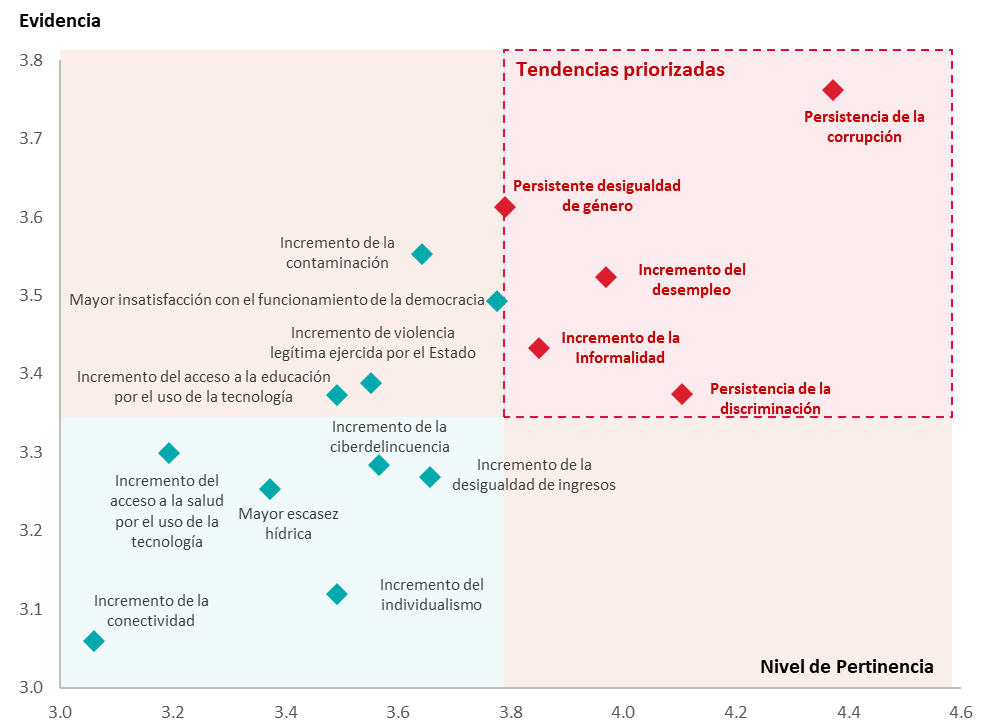 Evidencia
3.8
3.7
3.6
3.5
3.4
3.3
3.2
3.1
3.0
Tendencias priorizadas
Persistencia de la
corrupción
Persistente desigualdad
de género
Incremento de la
contaminación
Incremento del
desempleo
Mayor insatisfacción con el funcionamiento de la democracia
Incremento de violencia
legítima ejercida por el Estado
Incremento de la
Informalidad
Incremento del acceso a la educación
por el uso de la tecnología
Persistencia de la
discriminación
Incremento de la
ciberdelincuencia
Incremento de la
desigualdad de ingresos
Incremento del
acceso a la salud
por el uso de la
tecnología
Mayor escasez
hídrica
Incremento del
individualismo
Incremento de la
conectividad
Nivel de Pertinencia
3.0 3.2 3.4 3.6 3.8 4.0 4.2 4.4 4.6